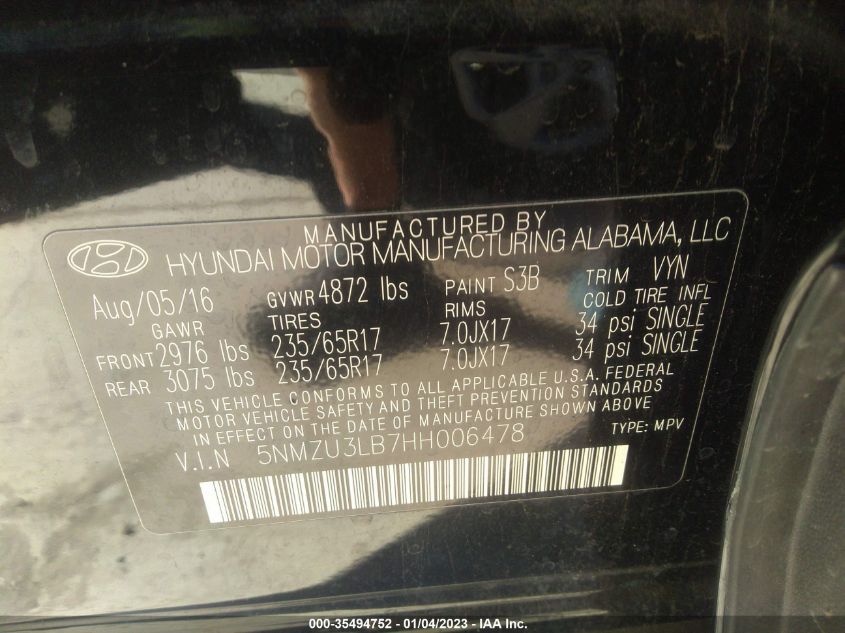 MANUFACTURED BY
HYUNDAI MOTOR MANUFACTURING ALABAMA, LLC
Aug/05/16 GVWR 4872 lbs PAINT S3B TRIM VYN
GAWR TIRES RIMS COLD TIRE INFL
FRONT 2976 lbs 235/65R17 7.0JX17 34 psi SINGLE
REAR 3075 lbs 235/65R17 7.0JX17 34 psi SINGLE
THIS VEHICLE CONFORMS TO ALL APPLICABLE U.S.A. FEDERAL
MOTOR VEHICLE SAFETY AND THEFT PREVENTION STANDARDS
IN EFFECT ON THE DATE OF MANUFACTURE SHOWN ABOVE
V.I.N 5NMZU3LB7HH006478 TYPE: MPV
000-35494752 - 01/04/2023 - IAA Inc.